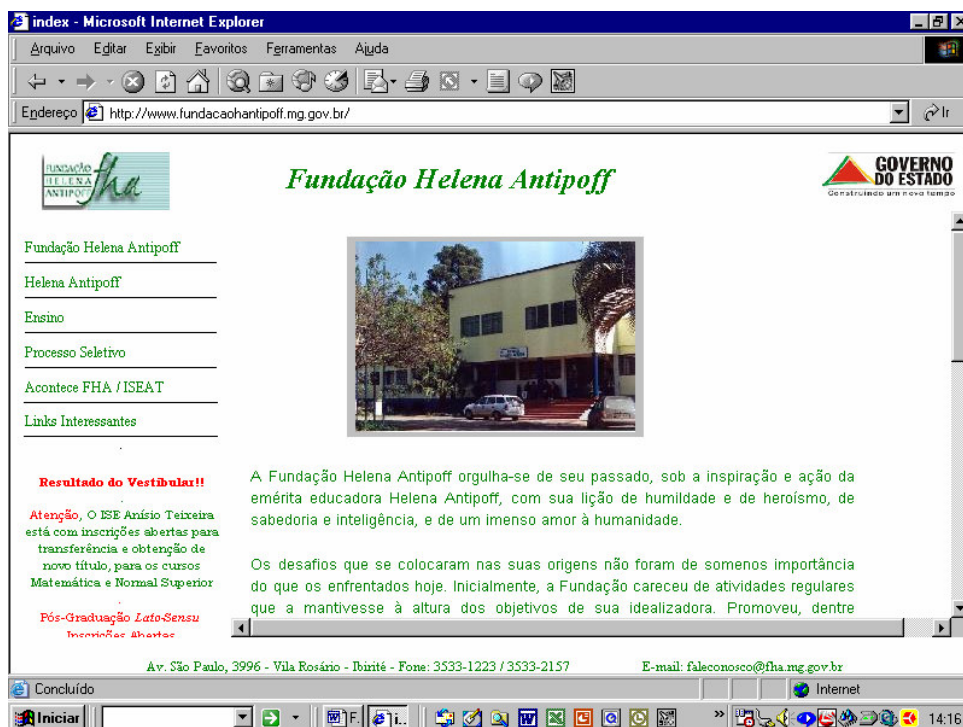 index - Microsoft Internet Explorer
Arquivo Editar Exibir Favoritos Ferramentas Ajuda
Endereço http://www.fundacaohantipoff.mg.gov.br/ Ir
FUNDAÇÃO
HELENA
ANTIPOFF
fha
Fundação Helena Antipoff
GOVERNO
DO ESTADO
Construindo um novo tempo
Fundação Helena Antipoff
Helena Antipoff
Ensino
Processo Seletivo
Acontece FHA / ISEAT
Links Interessantes
Resultado do Vestibular!!
Atenção, O ISE Anísio Teixeira
está com inscrições abertas para
transferência e obtenção de
novo título, para os cursos
Matemática e Normal Superior
Pós-Graduação Lato-Sensu
Inscrições Abertas
A Fundação Helena Antipoff orgulha-se de seu passado, sob a inspiração e ação da
emérita educadora Helena Antipoff, com sua lição de humildade e de heroísmo, de
sabedoria e inteligência, e de um imenso amor à humanidade.
Os desafios que se colocaram nas suas origens não foram de somenos importância
do que os enfrentados hoje. Inicialmente, a Fundação careceu de atividades regulares
que a mantivesse à altura dos objetivos de sua idealizadora. Promoveu, dentre
Av. São Paulo, 3996 - Vila Rosário - Ibirité - Fone: 3533-1223 / 3533-2157 E-mail: faleconosco@fha.mg.gov.br
Concluído Internet
Iniciar F. i.. 14:16